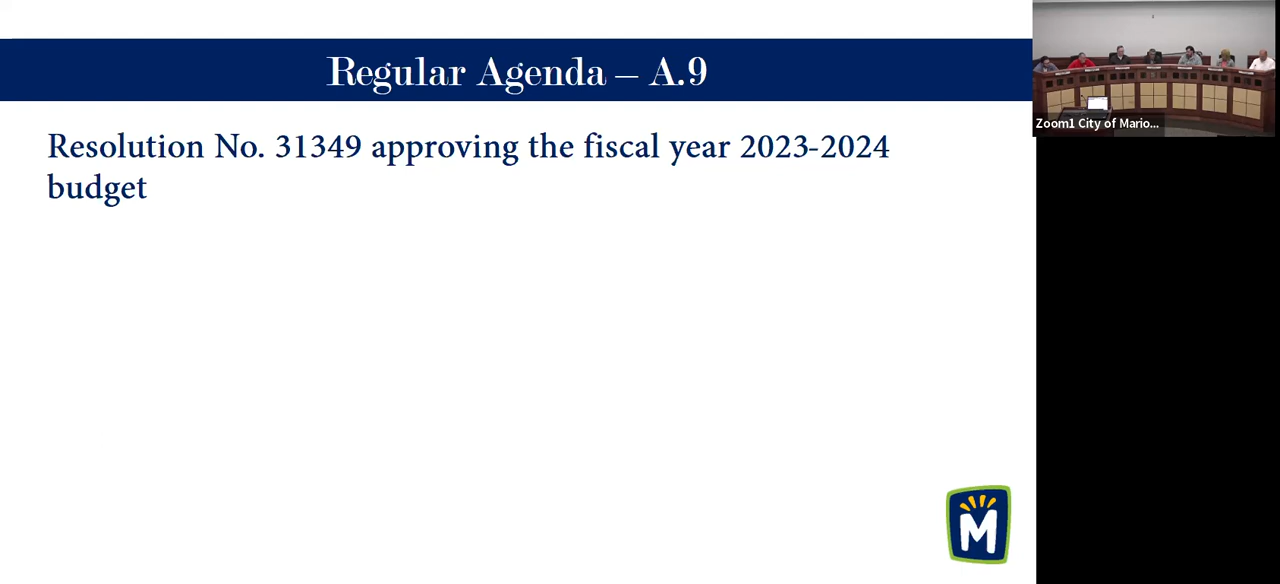 Regular Agenda – A.9
Resolution No. 31349 approving the fiscal year 2023-2024
budget
Zoom1 City of Mario...
M